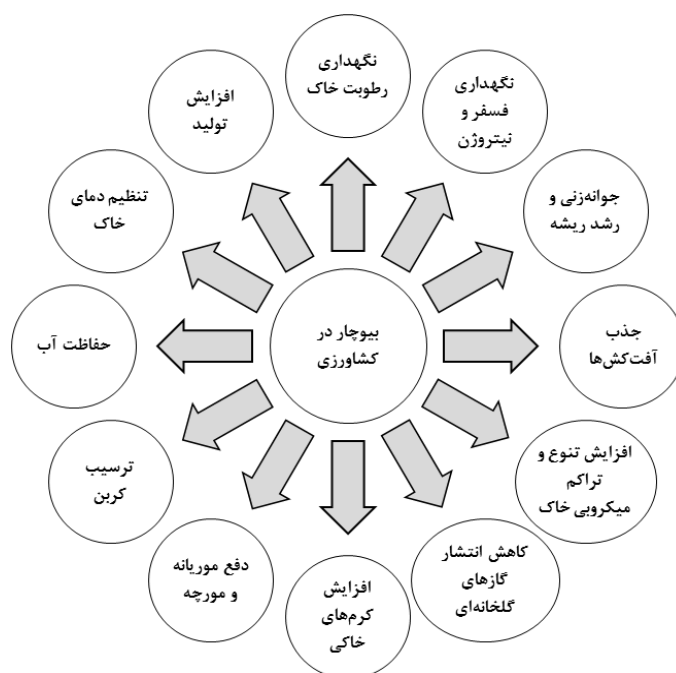 بیوچار در
کشاورزی
نگهداری
رطوبت خاک
نگهداری
فسفر و
نیتروژن
جوانه‌زنی و
رشد ریشه
جذب
آفت‌کش‌ها
افزایش تنوع و
تراکم
میکروبی خاک
کاهش انتشار
گازهای
گلخانه‌ای
افزایش
کرم‌های
خاکی
دفع موریانه
و مورچه
ترسیب
کربن
حفاظت آب
تنظیم دمای
خاک
افزایش
تولید